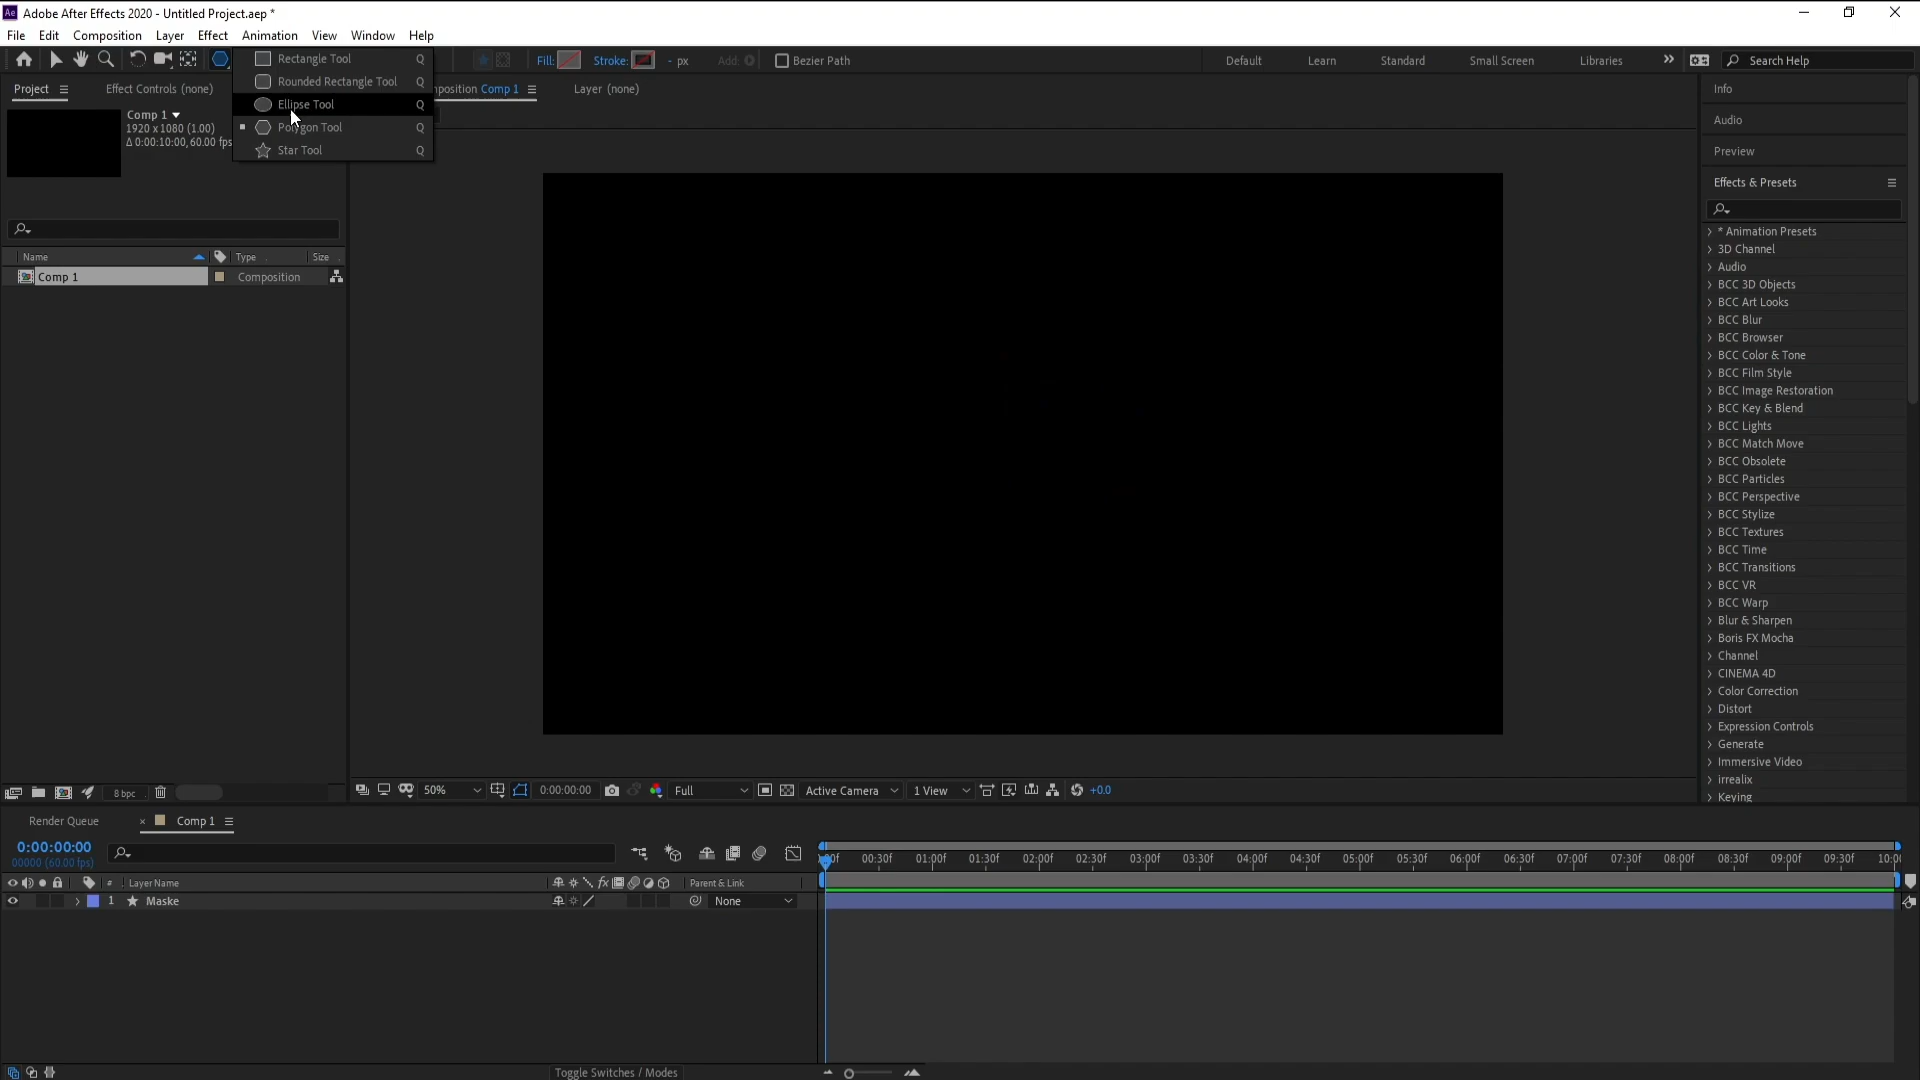 Adobe After Effects 2020 - Untitled Project.aep *
File Edit Composition Layer Effect Animation View Window Help
Fill: Stroke: - px Add: Bezier Path Default Learn Standard Small Screen Libraries Search Help
Rectangle Tool Q
Rounded Rectangle Tool Q
Ellipse Tool Q
Polygon Tool Q
Star Tool Q
Project Effect Controls (none) position Comp 1 Layer (none)
Comp 1
1920 x 1080 (1.00)
Δ 0:00:10:00, 60.00 fps
Name Type Size
Comp 1 Composition
8 bpc
Info
Audio
Preview
Effects & Presets
* Animation Presets
3D Channel
Audio
BCC 3D Objects
BCC Art Looks
BCC Blur
BCC Browser
BCC Color & Tone
BCC Film Style
BCC Image Restoration
BCC Key & Blend
BCC Lights
BCC Match Move
BCC Obsolete
BCC Particles
BCC Perspective
BCC Stylize
BCC Textures
BCC Time
BCC Transitions
BCC VR
BCC Warp
Blur & Sharpen
Boris FX Mocha
Channel
CINEMA 4D
Color Correction
Distort
Expression Controls
Generate
Immersive Video
irrealix
Keying
50% 0:00:00:00 Full Active Camera 1 View +0.0
Render Queue × Comp 1
0:00:00:00
00000 (60.00 fps)
00f 00:30f 01:00f 01:30f 02:00f 02:30f 03:00f 03:30f 04:00f 04:30f 05:00f 05:30f 06:00f 06:30f 07:00f 07:30f 08:00f 08:30f 09:00f 09:30f 10:0
# Layer Name fx Parent & Link
1 Maske None
Toggle Switches / Modes